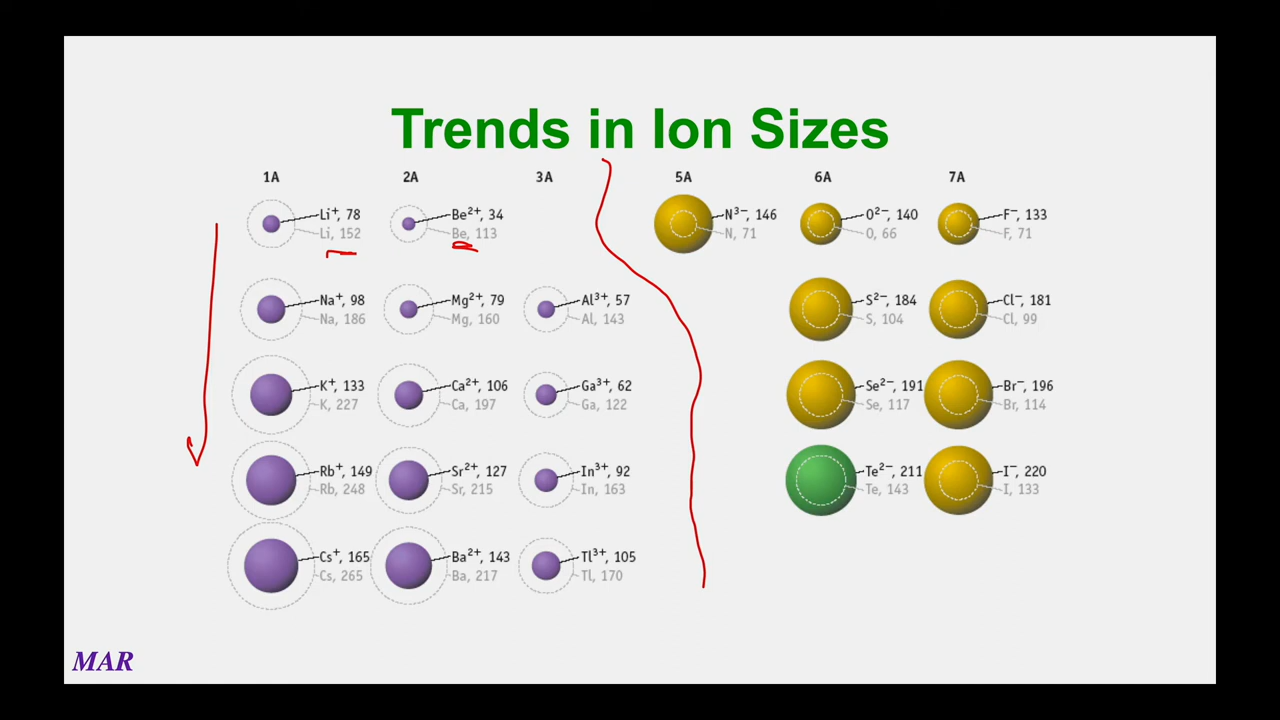 Trends in Ion Sizes
1A 2A 3A 5A 6A 7A
Li⁺, 78 Be²⁺, 34 N³⁻, 146 O²⁻, 140 F⁻, 133
Li, 152 Be, 113 N, 71 O, 66 F, 71
Na⁺, 98 Mg²⁺, 79 Al³⁺, 57 S²⁻, 184 Cl⁻, 181
Na, 186 Mg, 160 Al, 143 S, 104 Cl, 99
K⁺, 133 Ca²⁺, 106 Ga³⁺, 62 Se²⁻, 191 Br⁻, 196
K, 227 Ca, 197 Ga, 122 Se, 117 Br, 114
Rb⁺, 149 Sr²⁺, 127 In³⁺, 92 Te²⁻, 211 I⁻, 220
Rb, 248 Sr, 215 In, 163 Te, 143 I, 133
Cs⁺, 165 Ba²⁺, 143 Tl³⁺, 105
Cs, 265 Ba, 217 Tl, 170
MAR